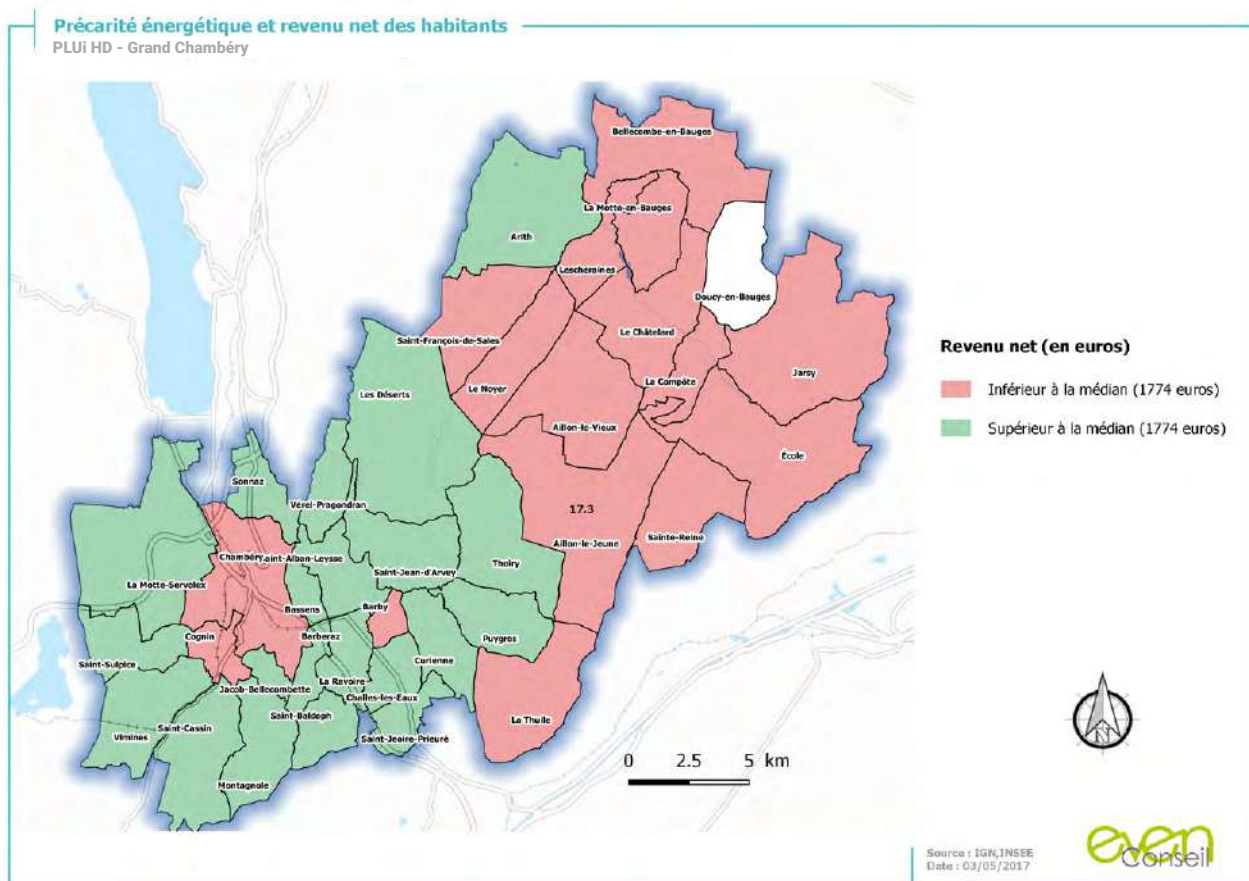 Précarité énergétique et revenu net des habitants
PLUi HD - Grand Chambéry
Bellecombe-en-Bauges
La Motte-en-Bauges
Arith
Lescheraines
Doucy-en-Bauges
Le Châtelard
Saint-François-de-Sales
La Compôte
Jarsy
Le Noyer
Les Déserts
Aillon-le-Vieux
École
Sonnaz
Vérel-Pragondran
17.3
Aillon-le-Jeune
Sainte-Reine
Chambéry
Saint-Alban-Leysse
Thoiry
Saint-Jean-d'Arvey
La Motte-Servolex
Bassens
Barby
Cognin
Barberaz
Puygros
Saint-Sulpice
Curienne
La Ravoire
Jacob-Bellecombette
Challes-les-Eaux
Saint-Baldoph
La Thuile
Saint-Cassin
Vimines
Saint-Jeoire-Prieuré
Montagnole
Revenu net (en euros)
Inférieur à la médian (1774 euros)
Supérieur à la médian (1774 euros)
0 2.5 5 km
N
Source : IGN,INSEE
Date : 03/05/2017
even
Conseil